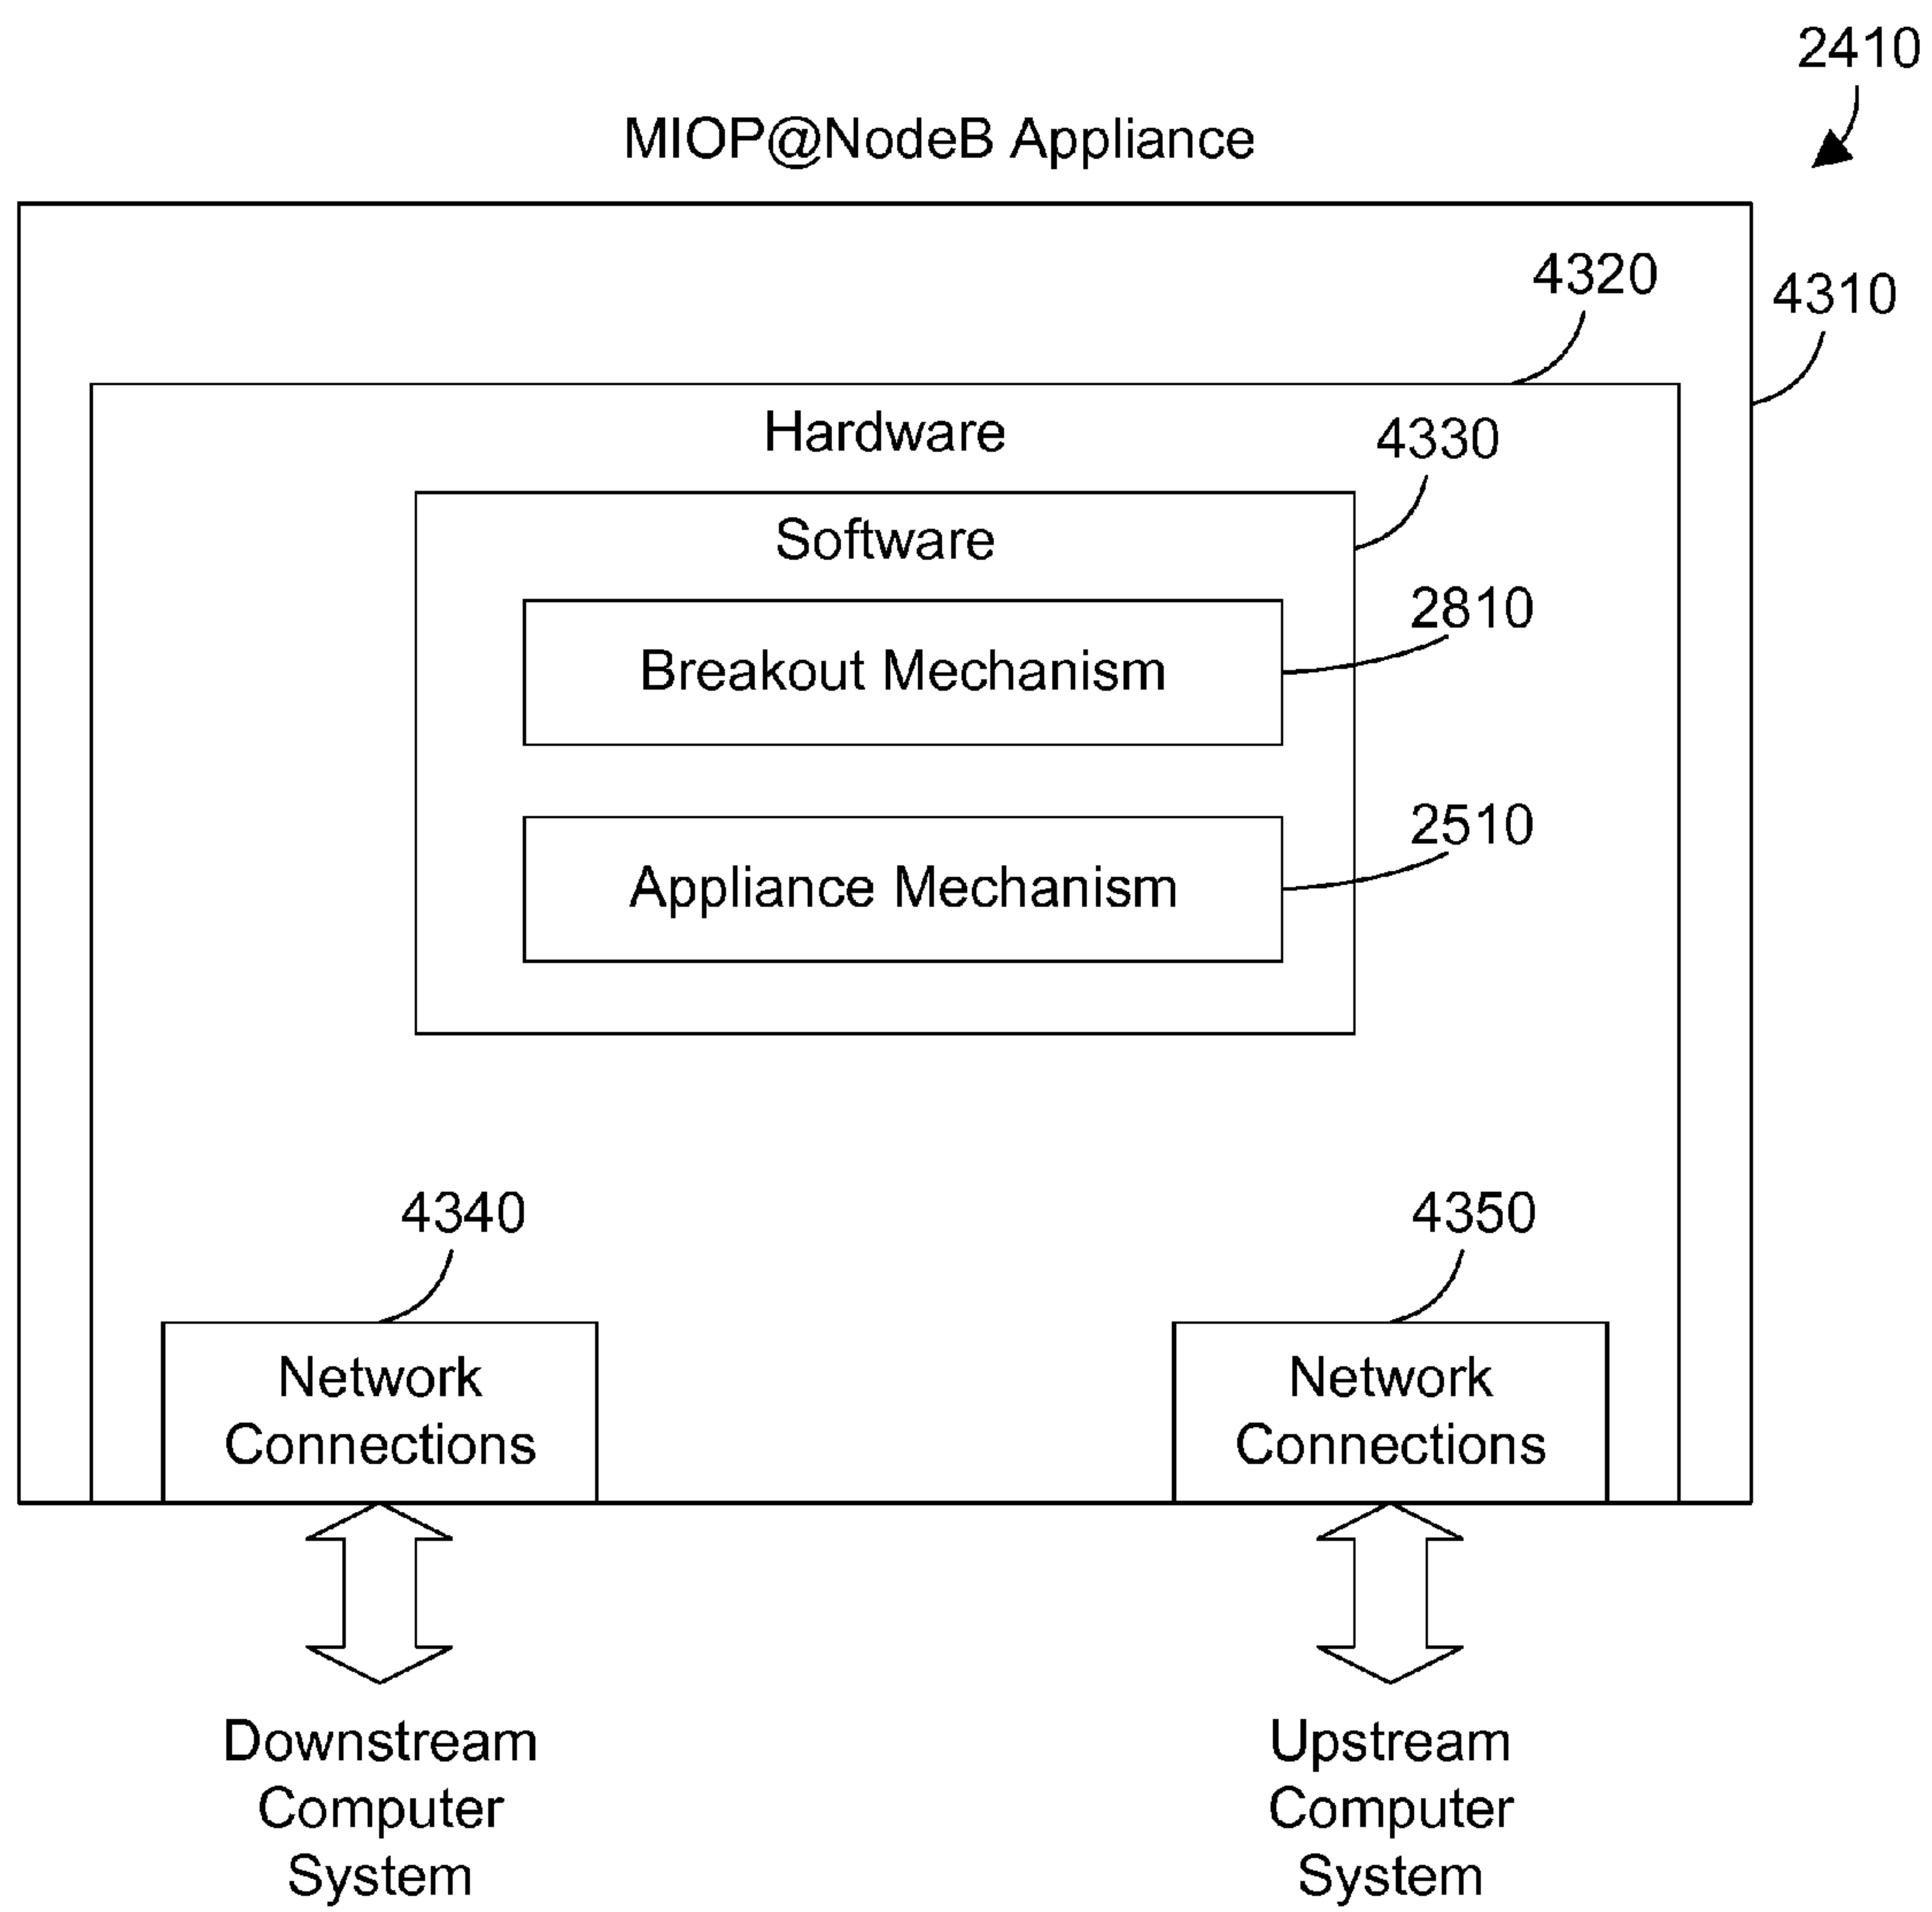 2410
MIOP@NodeB Appliance
4320
4310
Hardware
4330
Software
2810
Breakout Mechanism
2510
Appliance Mechanism
4340
4350
Network
Connections
Network
Connections
Downstream
Computer
System
Upstream
Computer
System